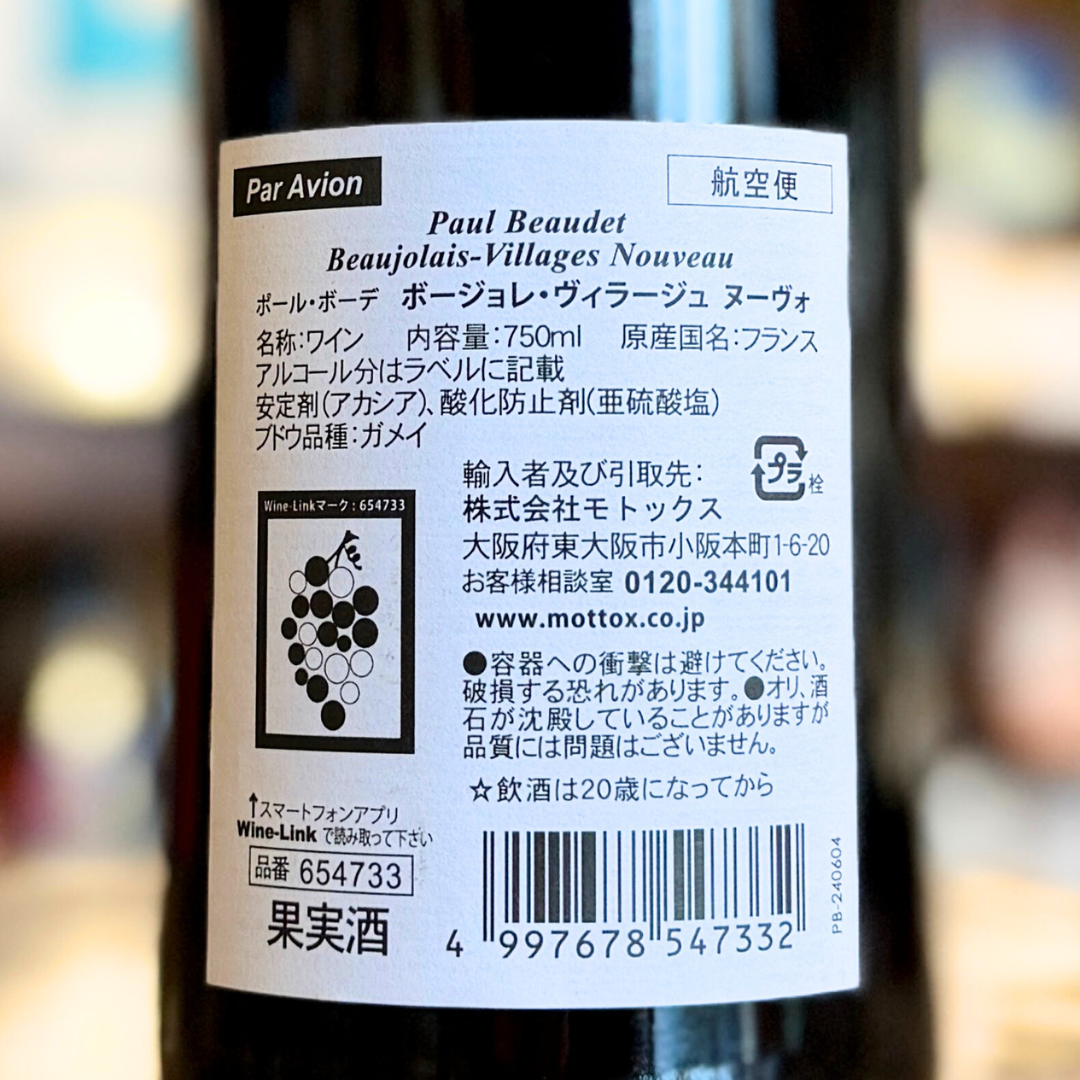 Par Avion
航空便
Paul Beaudet
Beaujolais-Villages Nouveau
ポール・ボーデ ボージョレ・ヴィラージュ ヌーヴォ
名称:ワイン 内容量:750ml 原産国名:フランス
アルコール分はラベルに記載
安定剤(アカシア)、酸化防止剤(亜硫酸塩)
ブドウ品種:ガメイ
輸入者及び引取先:
プラ
栓
株式会社モトックス
大阪府東大阪市小阪本町1-6-20
お客様相談室 0120-344101
www.mottox.co.jp
Wine-Linkマーク:654733
●容器への衝撃は避けてください。
破損する恐れがあります。●オリ、酒
石が沈殿していることがありますが
品質には問題はございません。
☆飲酒は20歳になってから
↑スマートフォンアプリ
Wine-Link で読み取って下さい
品番 654733
果実酒
4 997678 547332
PB-240604